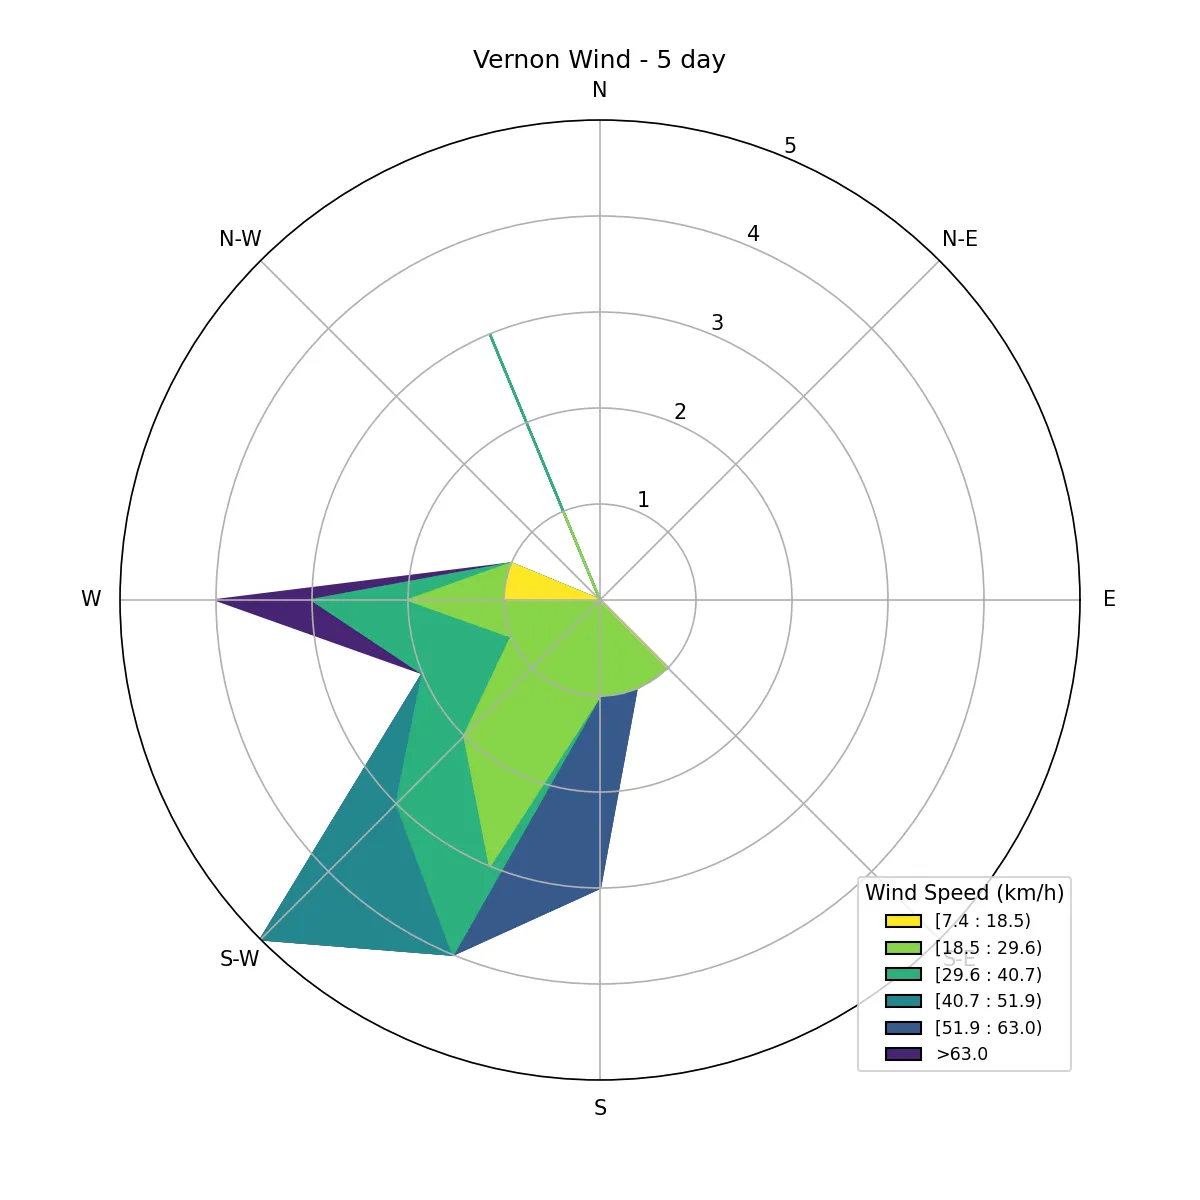 Vernon Wind - 5 day
N
5
N-W
N-E
4
3
2
1
W
E
S-W
S-E
S
Wind Speed (km/h)
[7.4 : 18.5)
[18.5 : 29.6)
[29.6 : 40.7)
[40.7 : 51.9)
[51.9 : 63.0)
>63.0